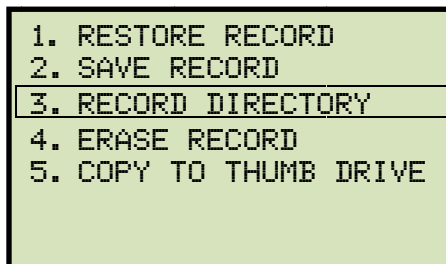 1. RESTORE RECORD
2. SAVE RECORD
3. RECORD DIRECTORY
4. ERASE RECORD
5. COPY TO THUMB DRIVE